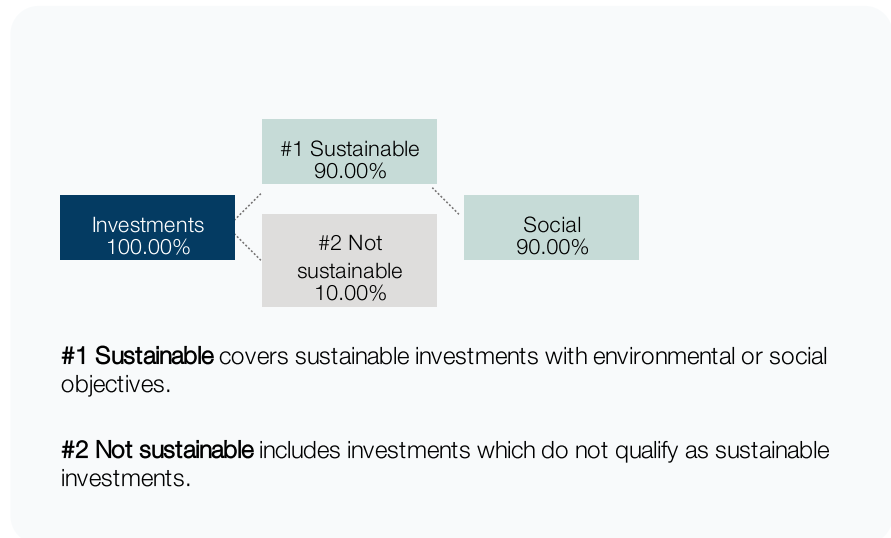 #1 Sustainable
90.00%
Investments
100.00%
#2 Not
sustainable
10.00%
Social
90.00%
#1 Sustainable covers sustainable investments with environmental or social
objectives.
#2 Not sustainable includes investments which do not qualify as sustainable
investments.